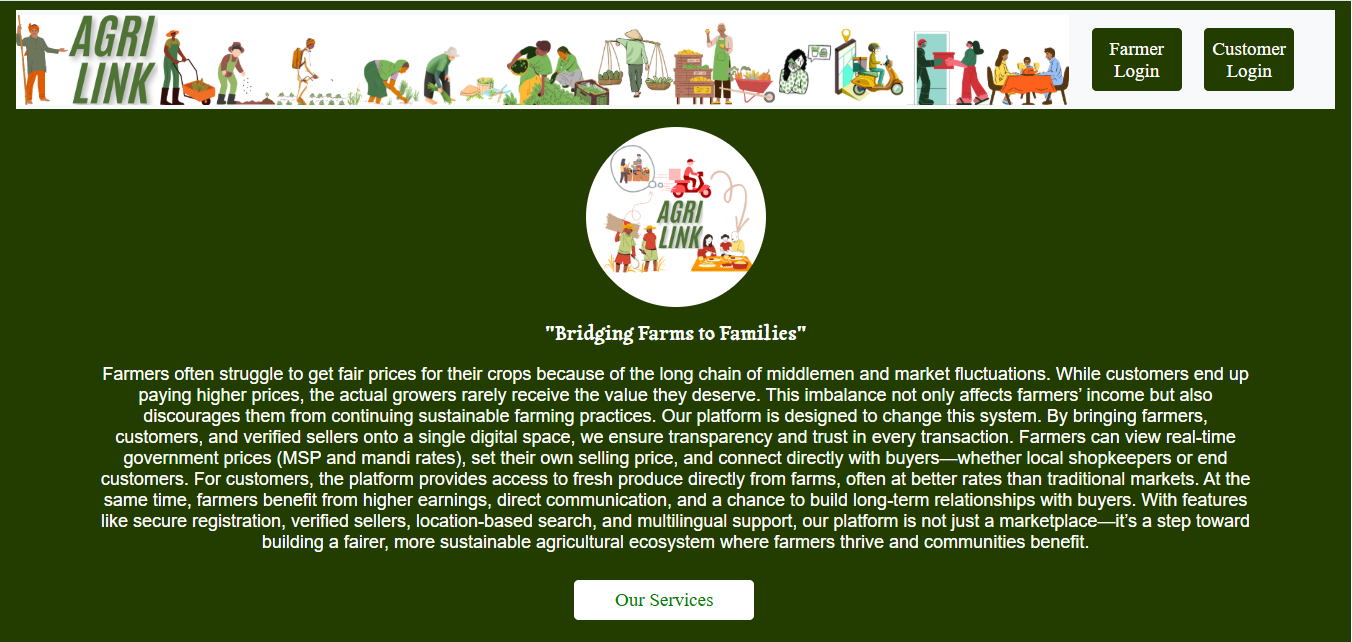 AGRI
LINK
Farmer
Login
Customer
Login
AGRI
LINK
"Bridging Farms to Families"
Farmers often struggle to get fair prices for their crops because of the long chain of middlemen and market fluctuations. While customers end up
paying higher prices, the actual growers rarely receive the value they deserve. This imbalance not only affects farmers’ income but also
discourages them from continuing sustainable farming practices. Our platform is designed to change this system. By bringing farmers,
customers, and verified sellers onto a single digital space, we ensure transparency and trust in every transaction. Farmers can view real-time
government prices (MSP and mandi rates), set their own selling price, and connect directly with buyers—whether local shopkeepers or end
customers. For customers, the platform provides access to fresh produce directly from farms, often at better rates than traditional markets. At the
same time, farmers benefit from higher earnings, direct communication, and a chance to build long-term relationships with buyers. With features
like secure registration, verified sellers, location-based search, and multilingual support, our platform is not just a marketplace—it’s a step toward
building a fairer, more sustainable agricultural ecosystem where farmers thrive and communities benefit.
Our Services